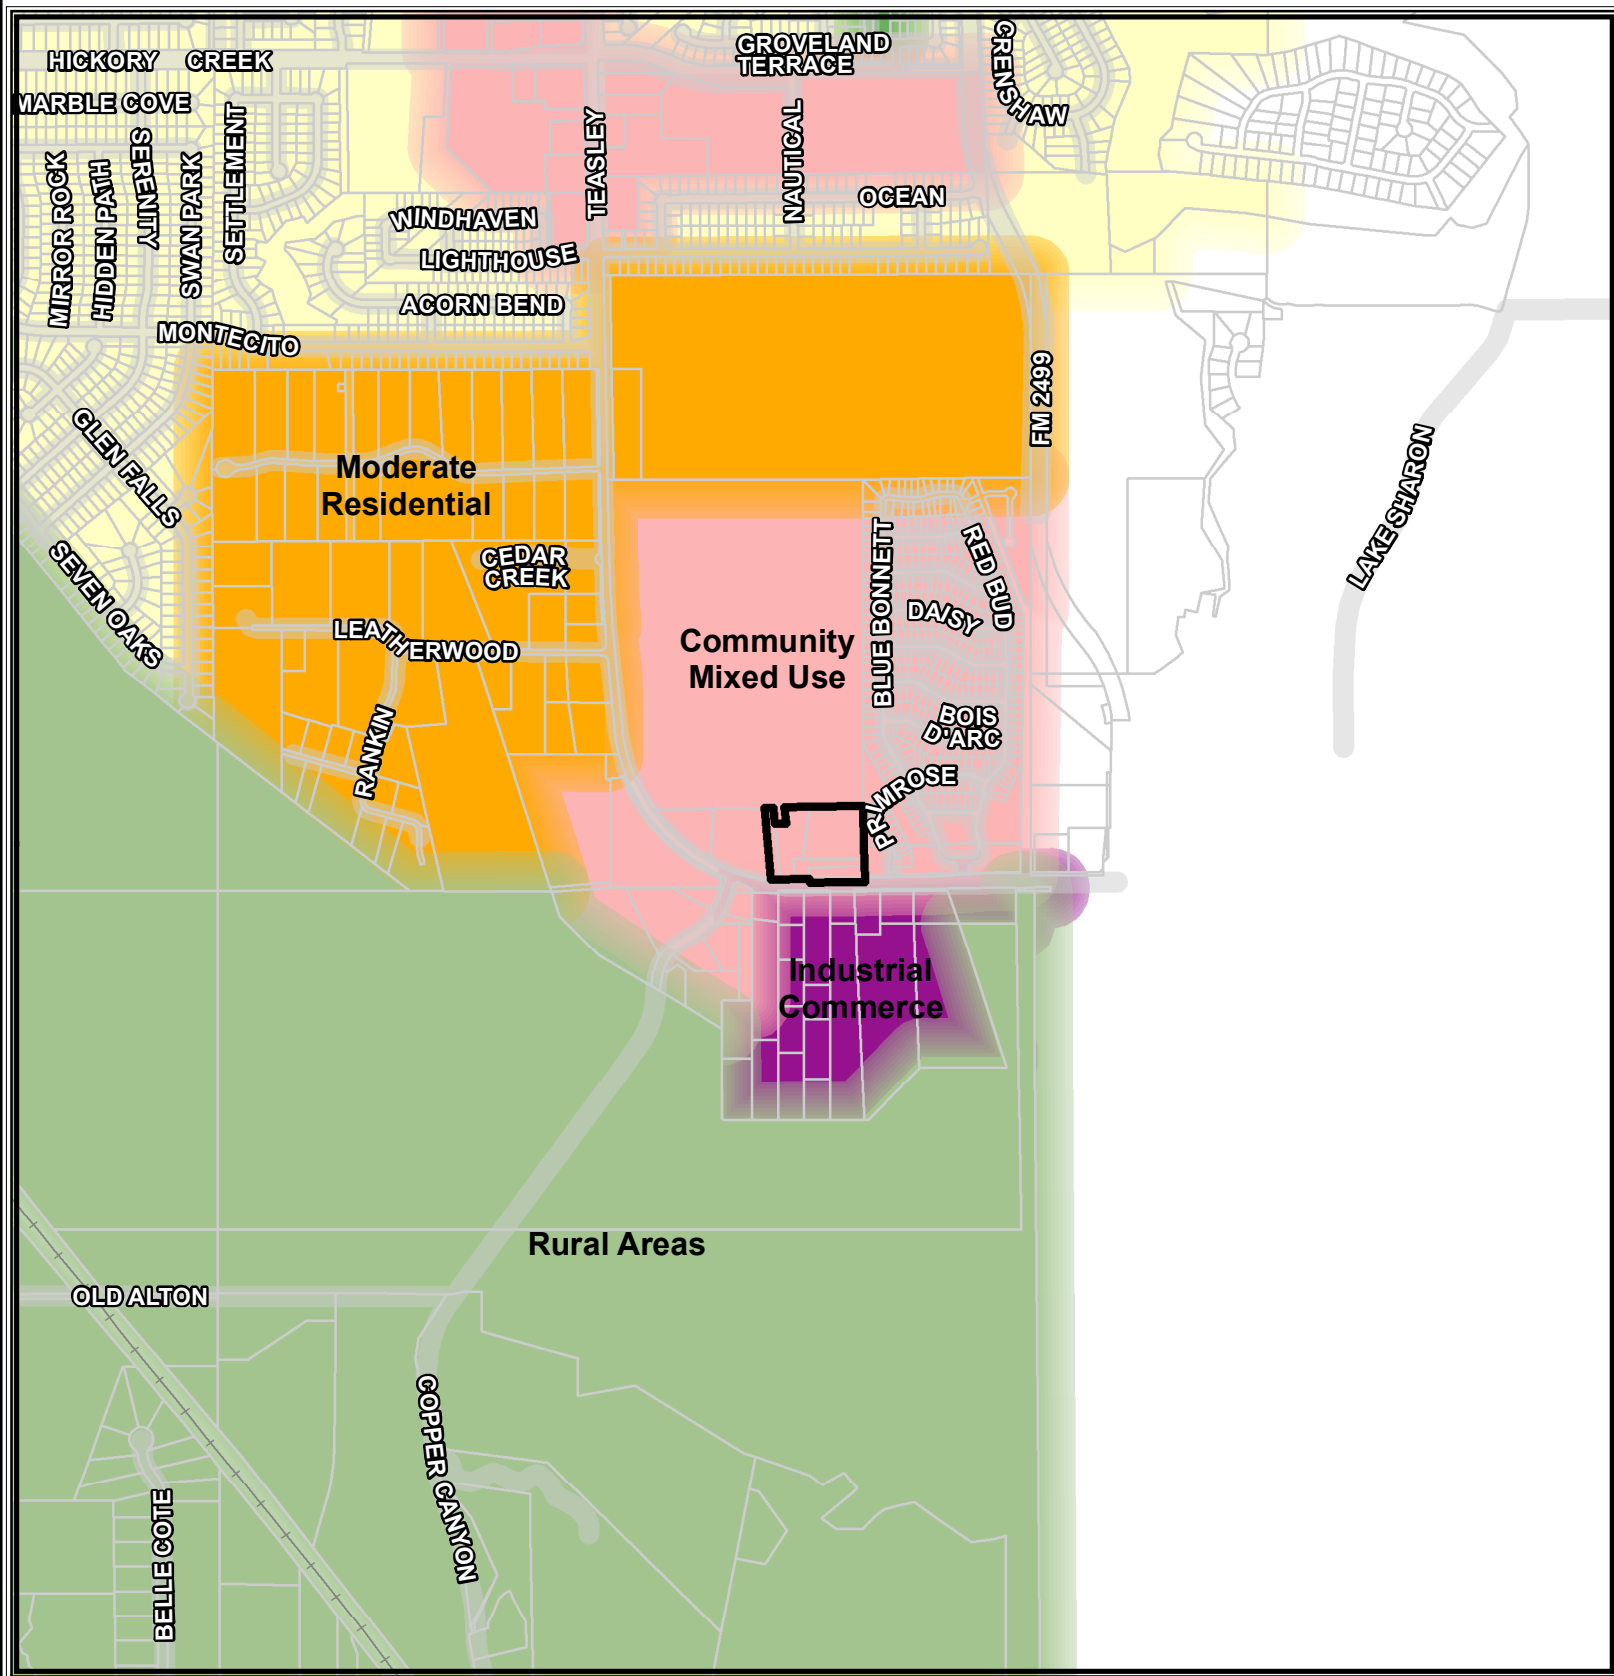 HICKORY CREEK
GROVELAND
TERRACE
CRENSHAW
MARBLE COVE
SERENITY
SETTLEMENT
TEASLEY
NAUTICAL
MIRROR ROCK
HIDDEN PATH
SWAN PARK
OCEAN
WINDHAVEN
LIGHTHOUSE
ACORN BEND
MONTECITO
FM 2499
GLEN FALLS
Moderate
Residential
LAKE SHARON
SEVEN OAKS
CEDAR
CREEK
BLUE BONNETT
RED BUD
DAISY
LEATHERWOOD
Community
Mixed Use
RANKIN
BOIS
D'ARC
PRIMROSE
Industrial
Commerce
Rural Areas
OLD ALTON
COPPER CANYON
BELLE COTE